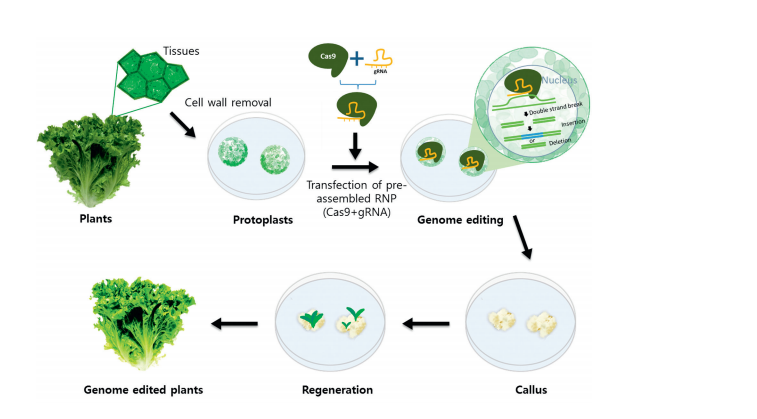 Tissues
Cas9
gRNA
Cell wall removal
Nucleus
Double strand break
Insertion
or
Deletion
Transfection of pre-
assembled RNP
(Cas9+gRNA)
Plants
Protoplasts
Genome editing
Genome edited plants
Regeneration
Callus